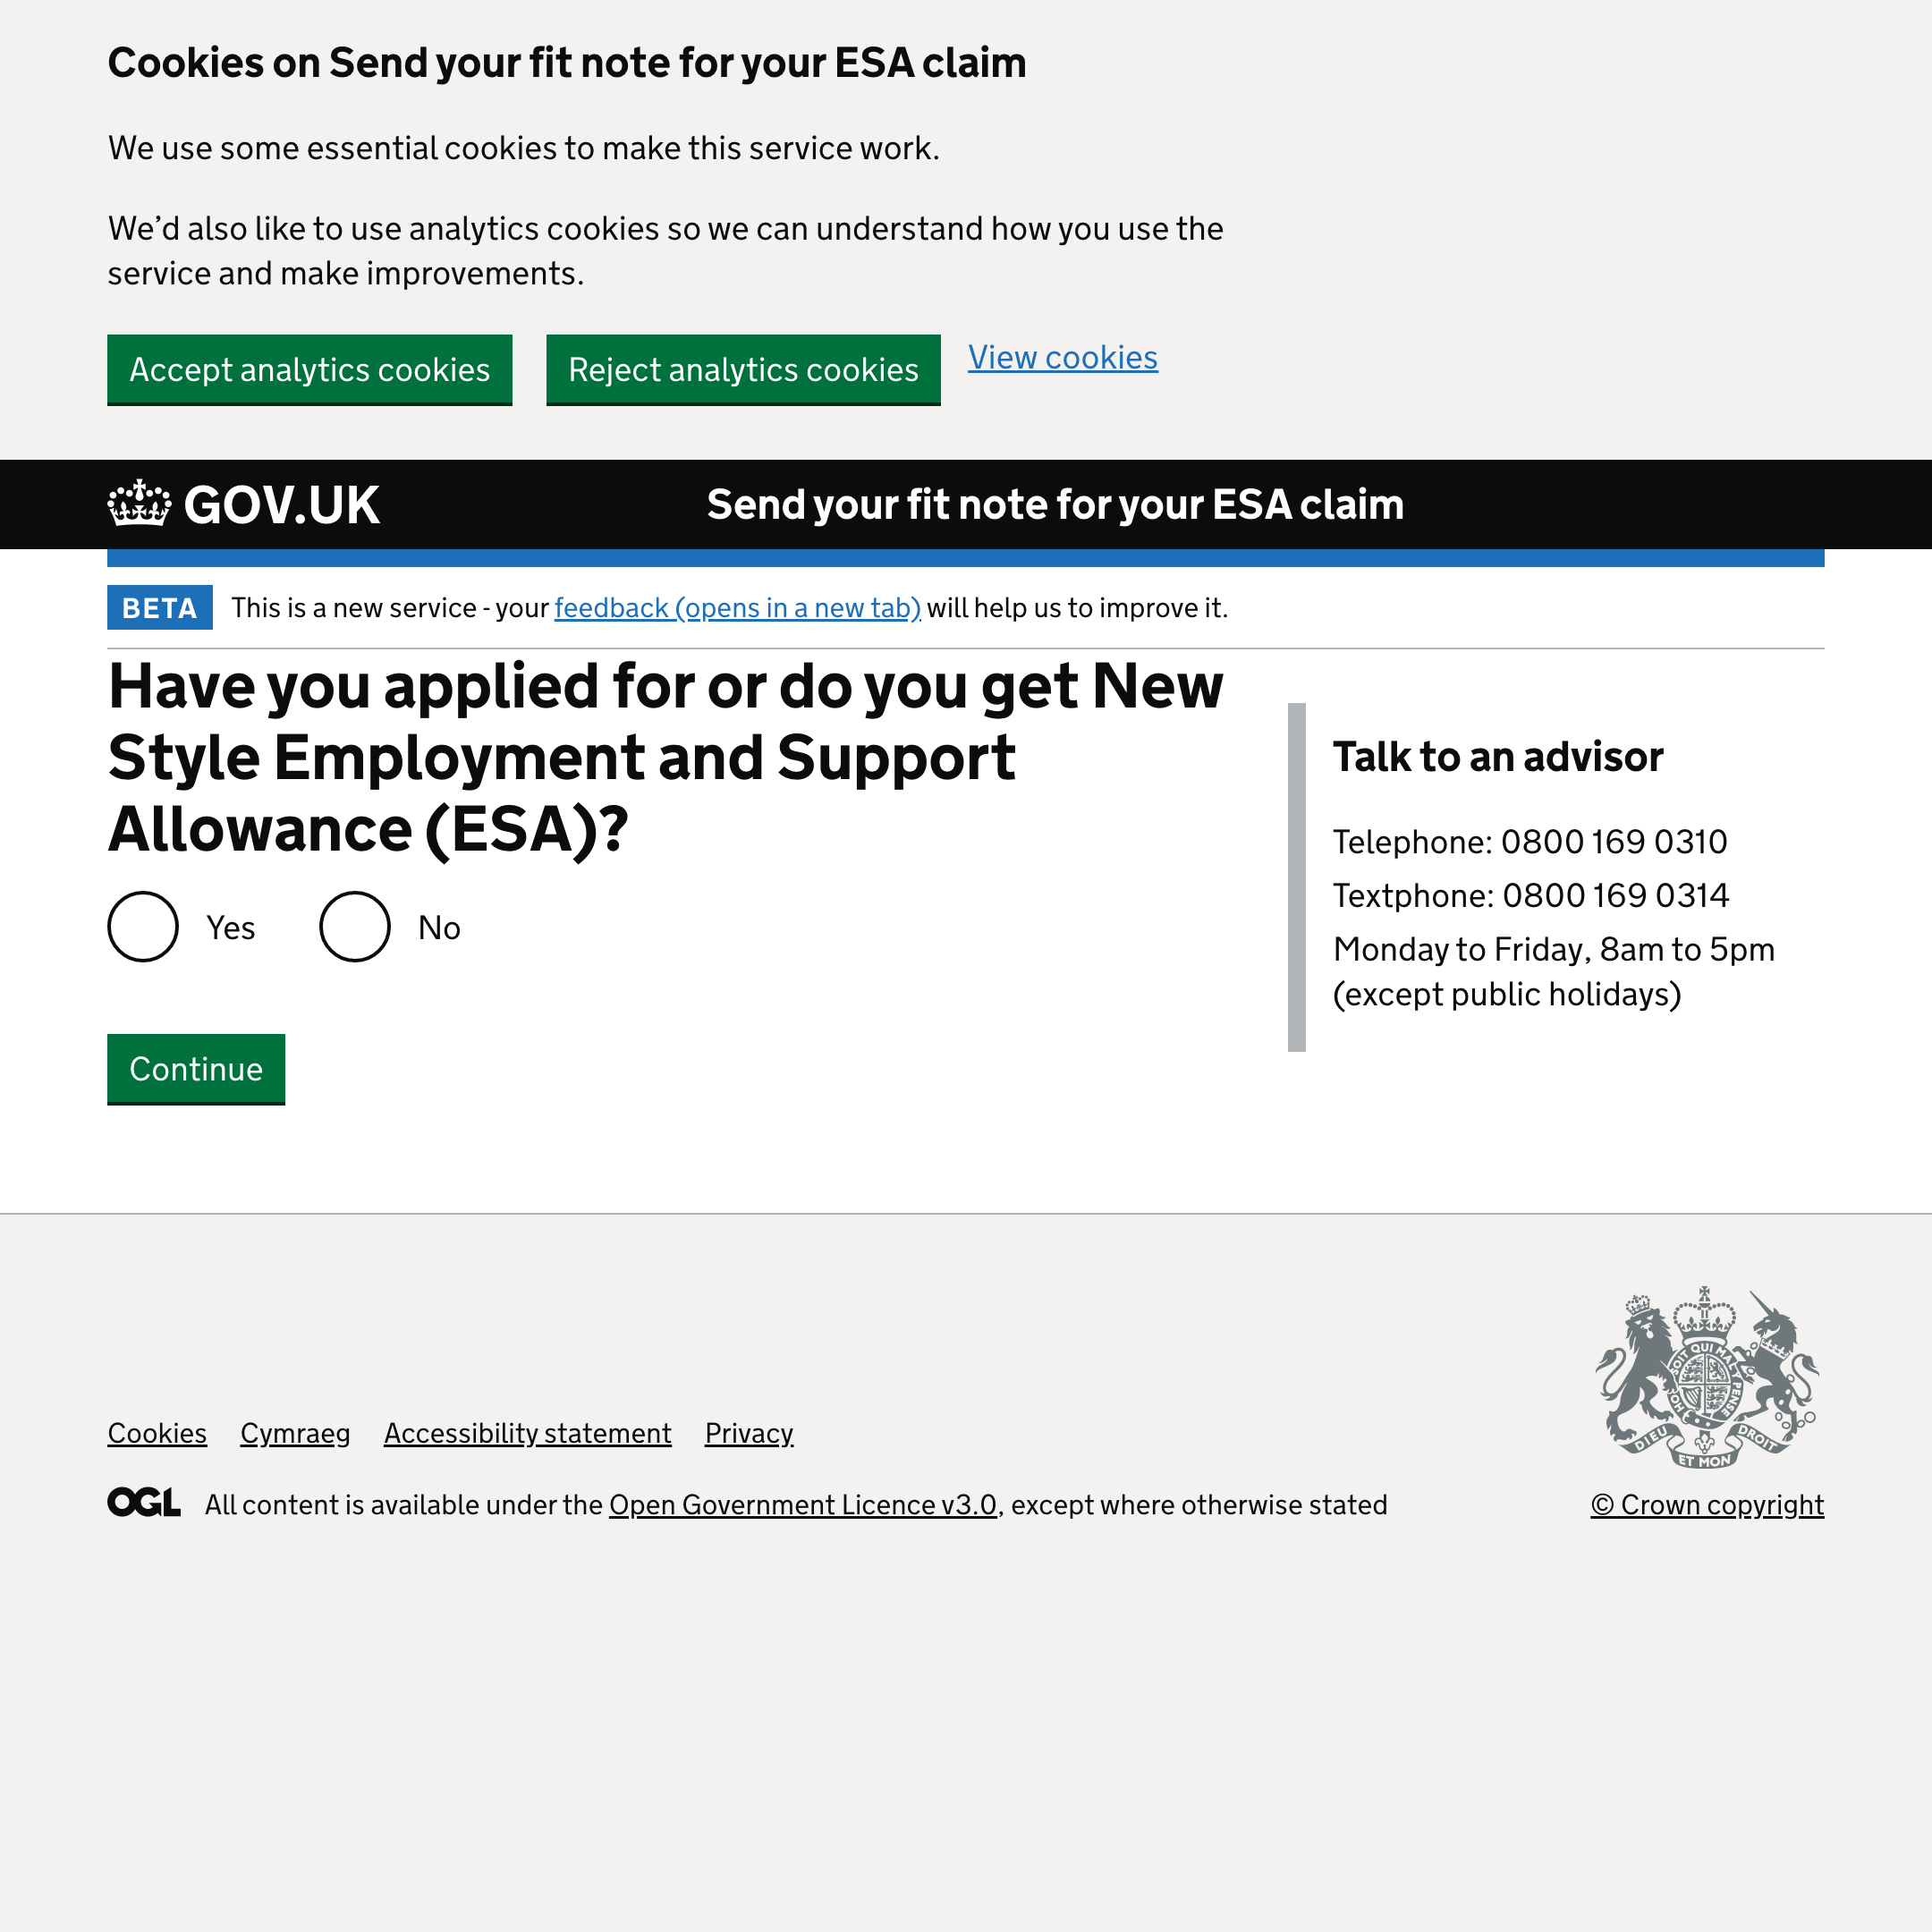 Cookies on Send your fit note for your ESA claim
We use some essential cookies to make this service work.
We’d also like to use analytics cookies so we can understand how you use the
service and make improvements.
Accept analytics cookies
Reject analytics cookies
View cookies
GOV.UK
Send your fit note for your ESA claim
BETA This is a new service - your feedback (opens in a new tab) will help us to improve it.
Have you applied for or do you get New
Style Employment and Support
Allowance (ESA)?
Yes
No
Continue
Talk to an advisor
Telephone: 0800 169 0310
Textphone: 0800 169 0314
Monday to Friday, 8am to 5pm
(except public holidays)
Cookies
Cymraeg
Accessibility statement
Privacy
OGL All content is available under the Open Government Licence v3.0, except where otherwise stated
DIEU ET MON DROIT
© Crown copyright